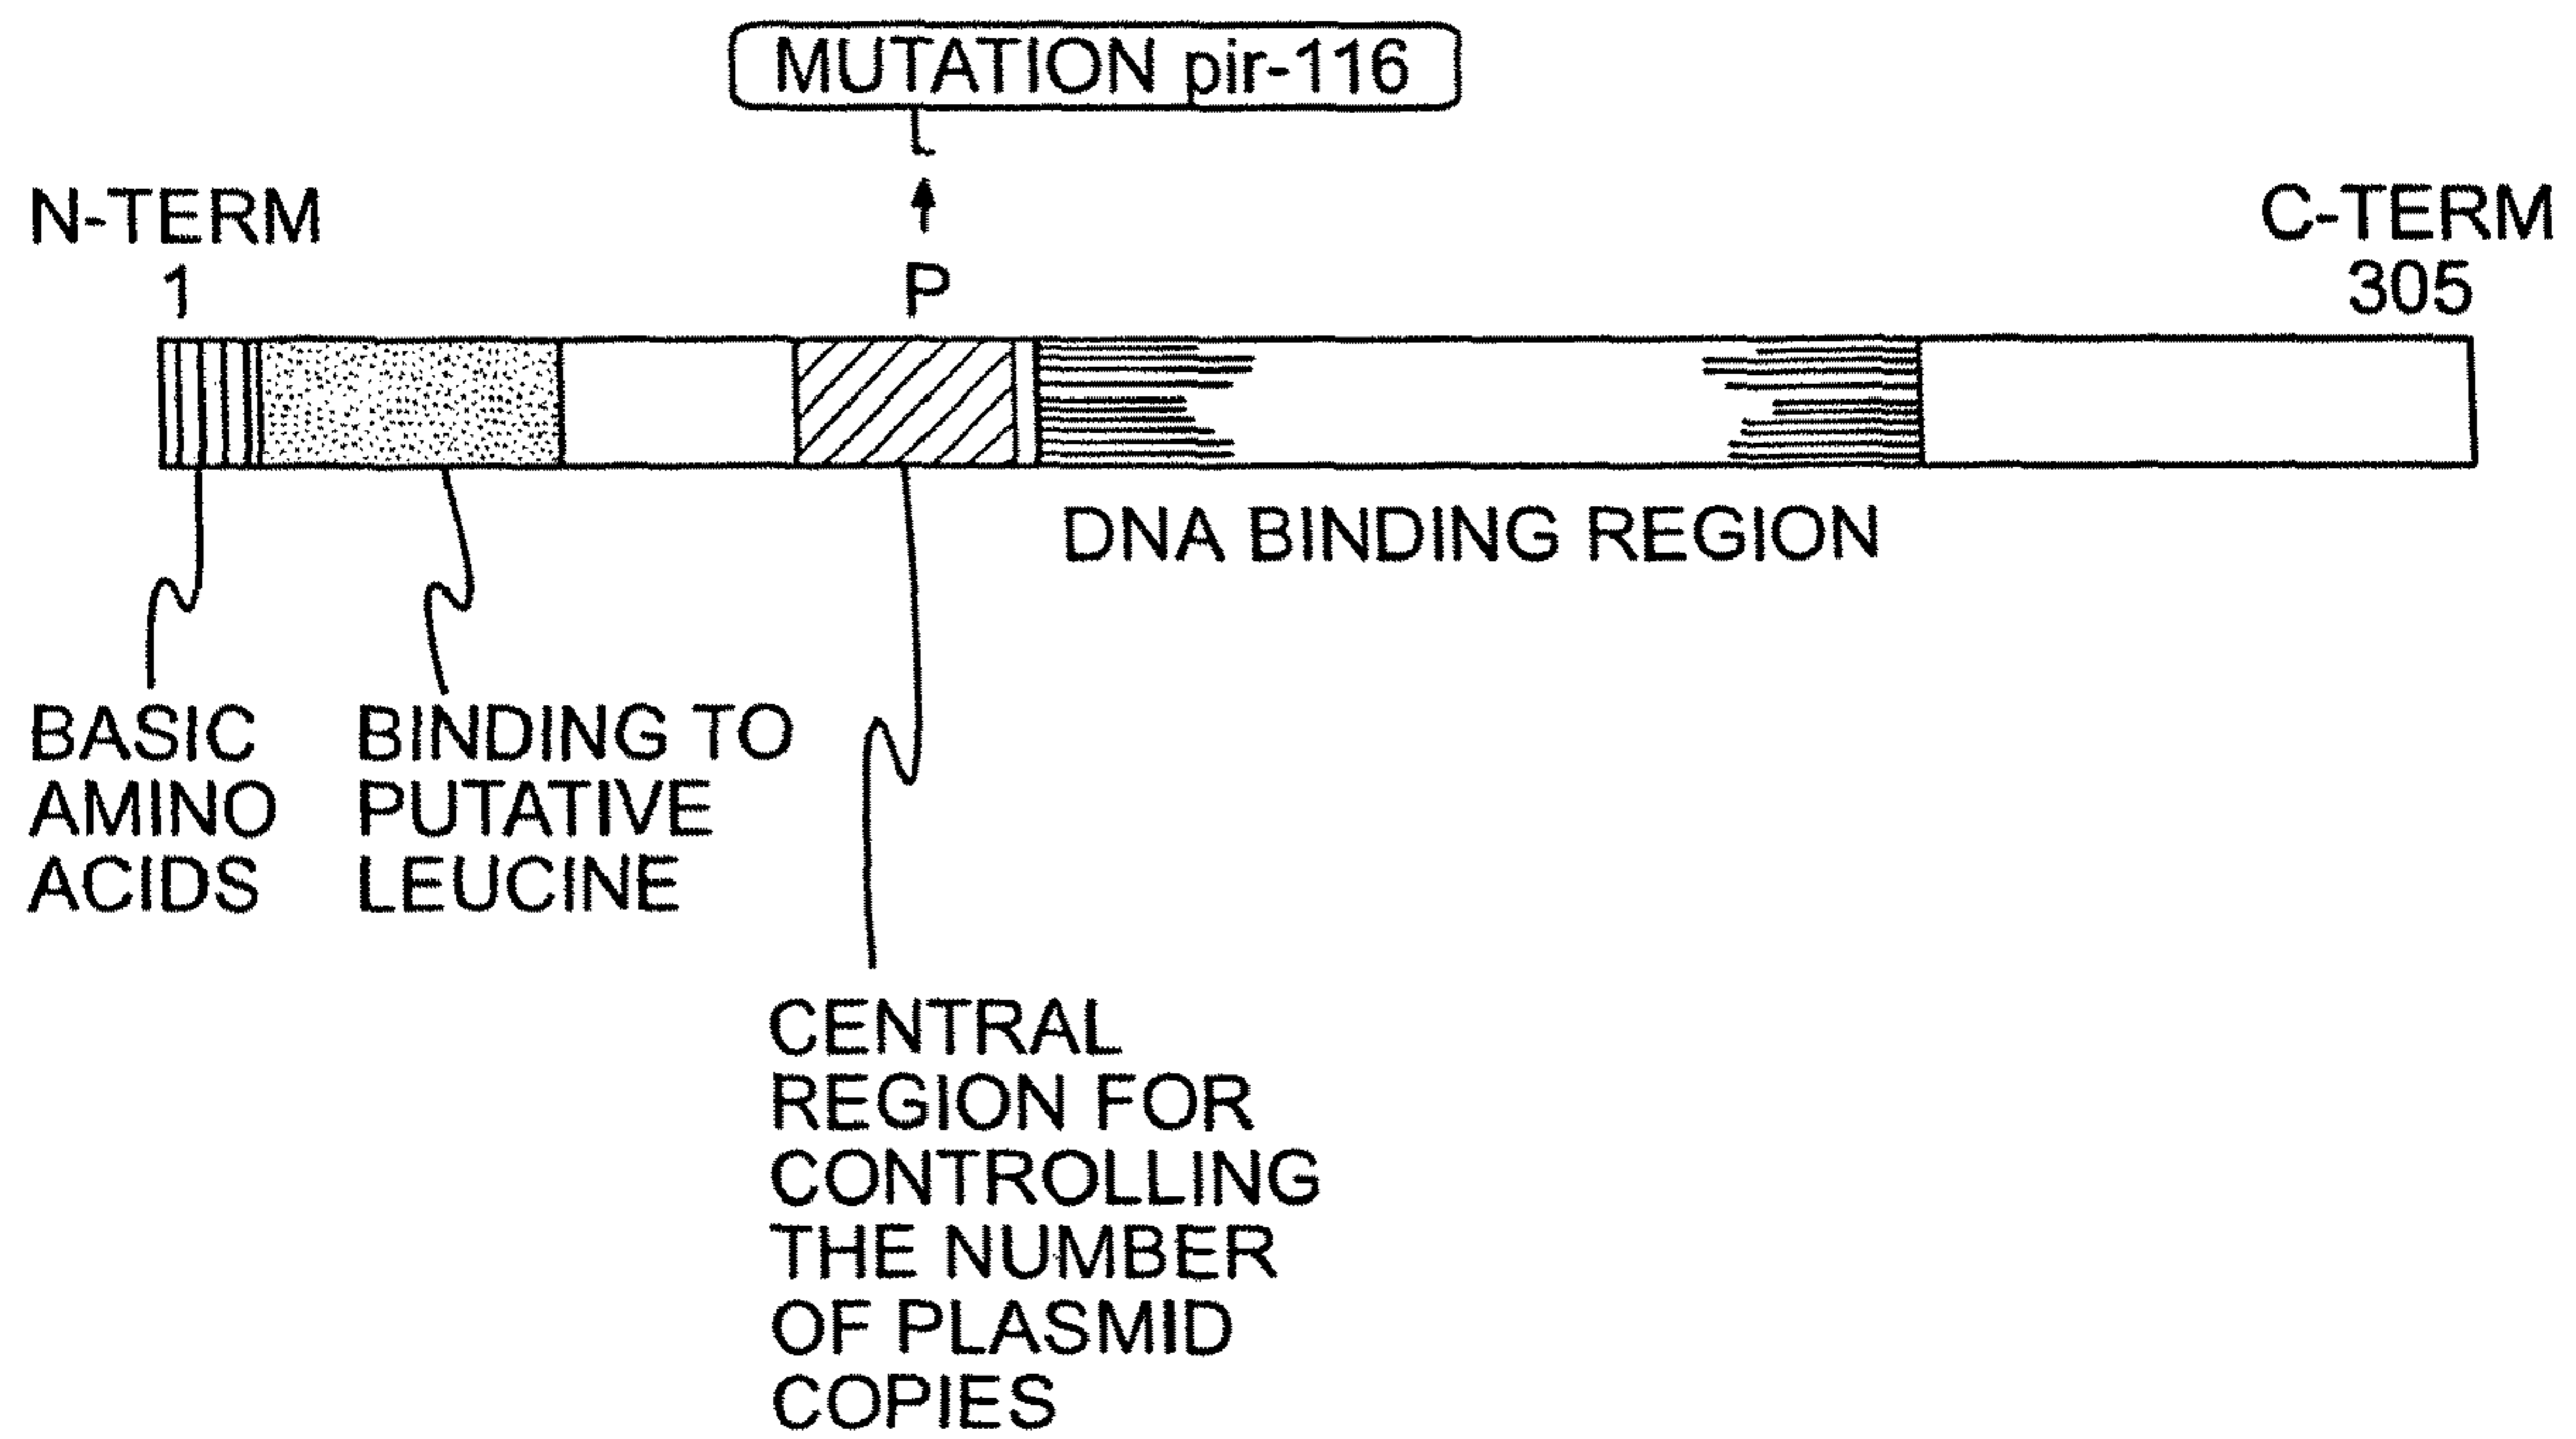 MUTATION pir-116
L
N-TERM
1
P
C-TERM
305
DNA BINDING REGION
BASIC
AMINO
ACIDS
BINDING TO
PUTATIVE
LEUCINE
CENTRAL
REGION FOR
CONTROLLING
THE NUMBER
OF PLASMID
COPIES